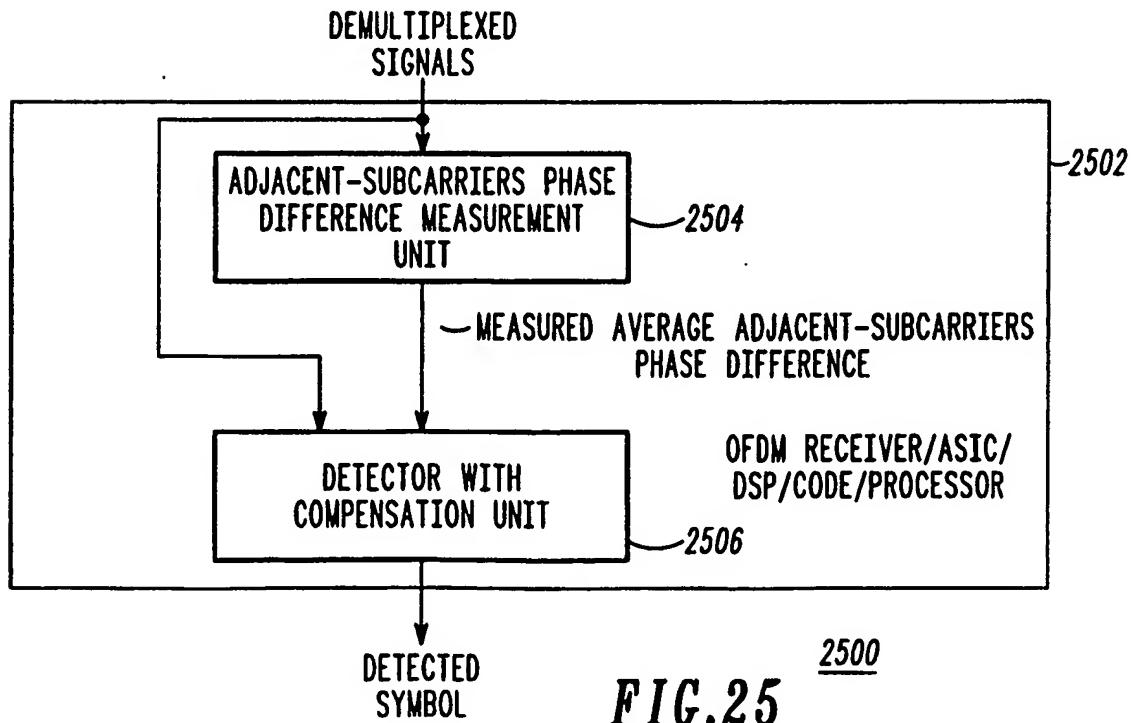 DEMULTIPLEXED
SIGNALS
2502
ADJACENT-SUBCARRIERS PHASE
DIFFERENCE MEASUREMENT
UNIT
2504
MEASURED AVERAGE ADJACENT-SUBCARRIERS
PHASE DIFFERENCE
OFDM RECEIVER/ASIC/
DSP/CODE/PROCESSOR
DETECTOR WITH
COMPENSATION UNIT
2506
DETECTED
SYMBOL
2500
FIG.25